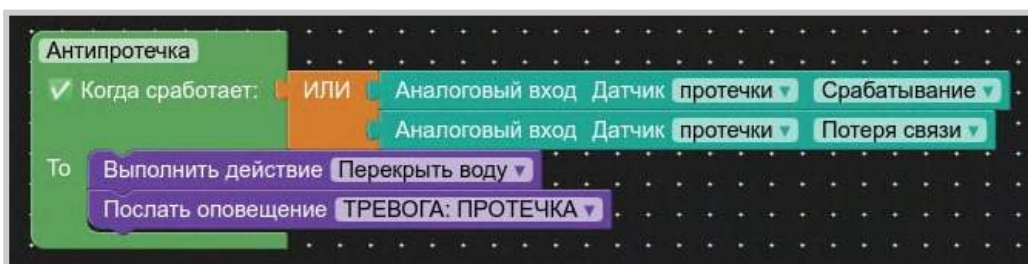 Антипротечка
Когда сработает: ИЛИ Аналоговый вход Датчик протечки Срабатывание
Аналоговый вход Датчик протечки Потеря связи
То Выполнить действие Перекрыть воду
Послать оповещение ТРЕВОГА: ПРОТЕЧКА